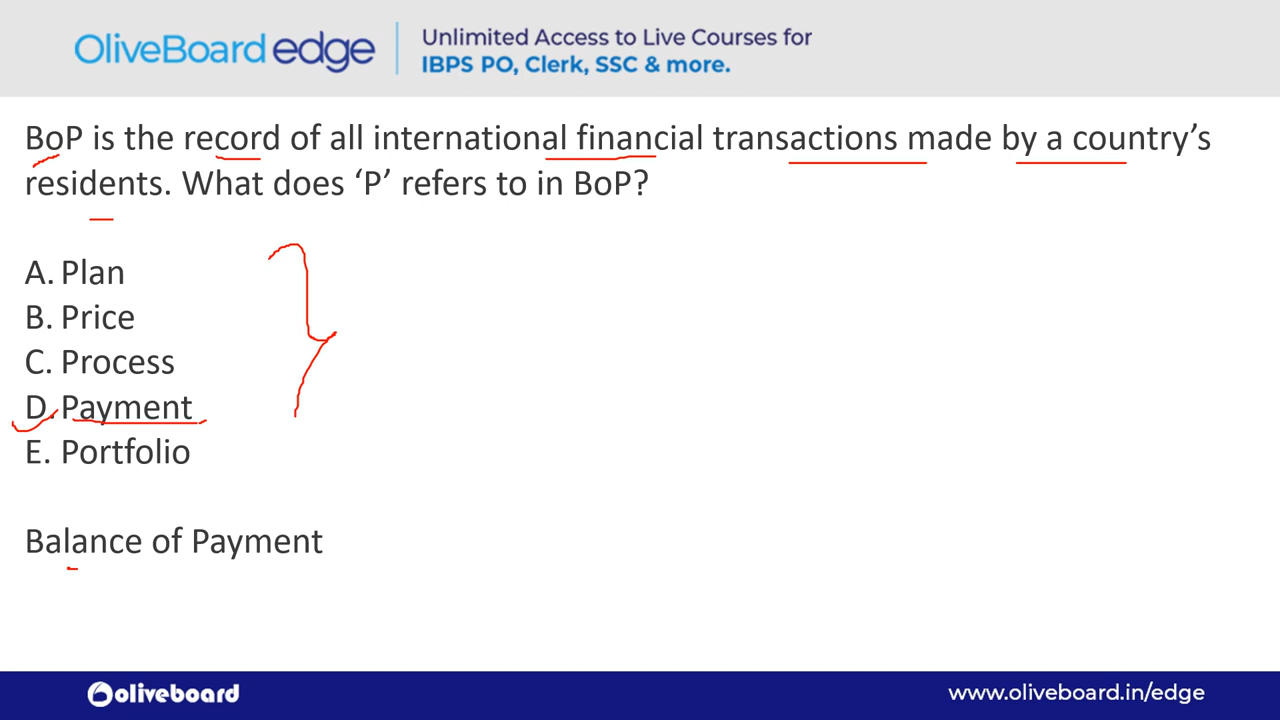 OliveBoard edge
Unlimited Access to Live Courses for
IBPS PO, Clerk, SSC & more.
BoP is the record of all international financial transactions made by a country’s
residents. What does ‘P’ refers to in BoP?
A. Plan
B. Price
C. Process
D. Payment
E. Portfolio
Balance of Payment
oliveboard
www.oliveboard.in/edge